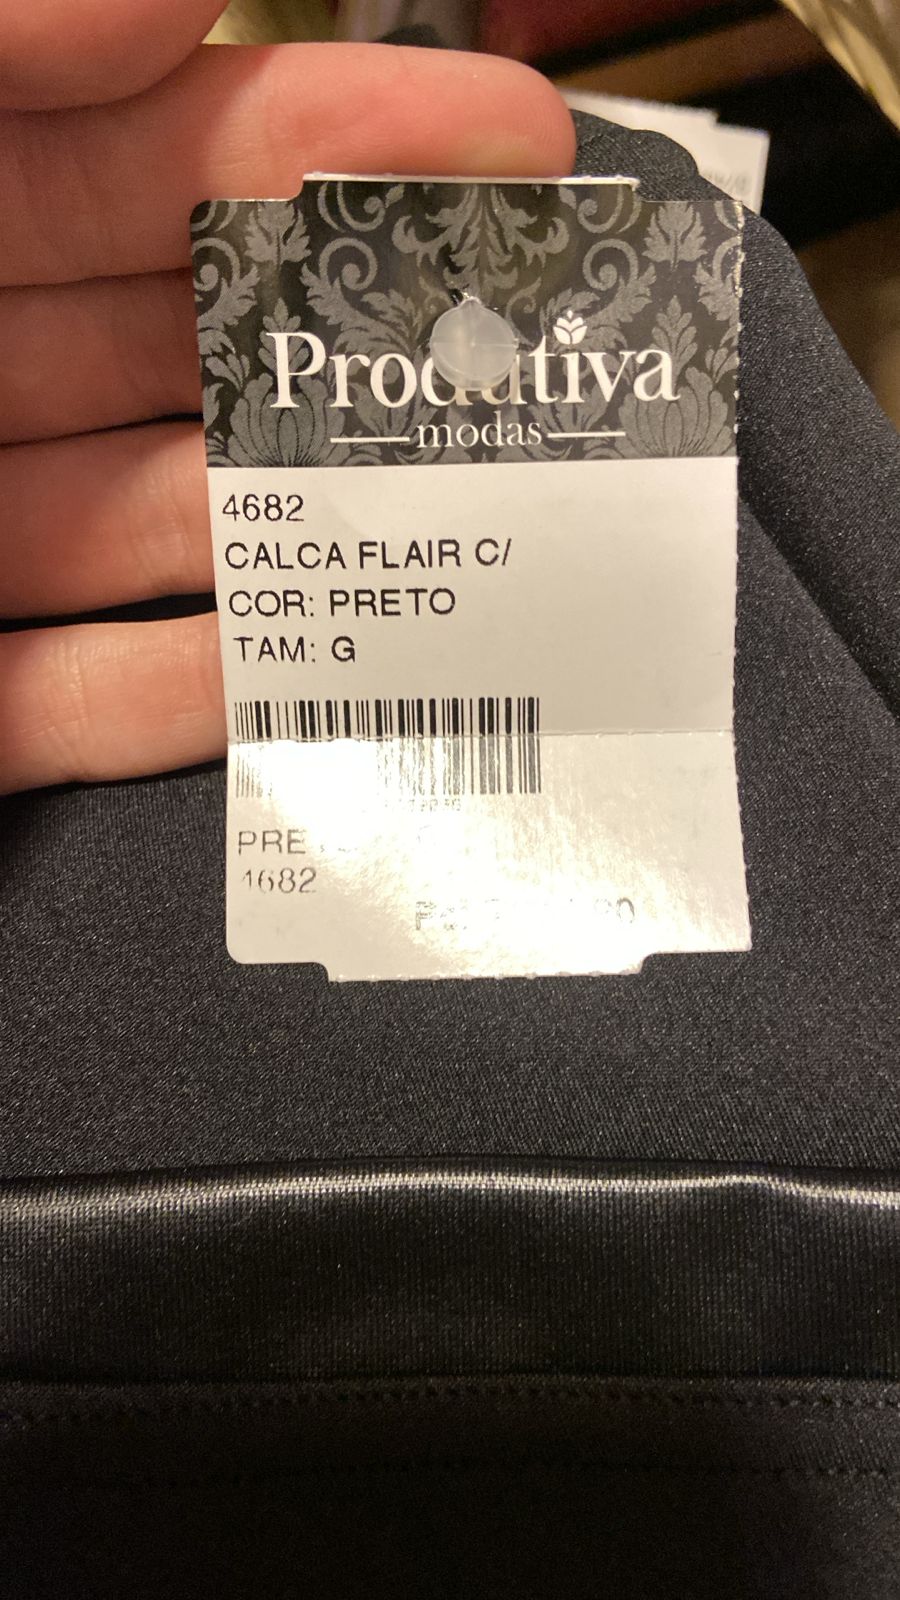 Produtiva
modas
4682
CALCA FLAIR C/
COR: PRETO
TAM: G
4682